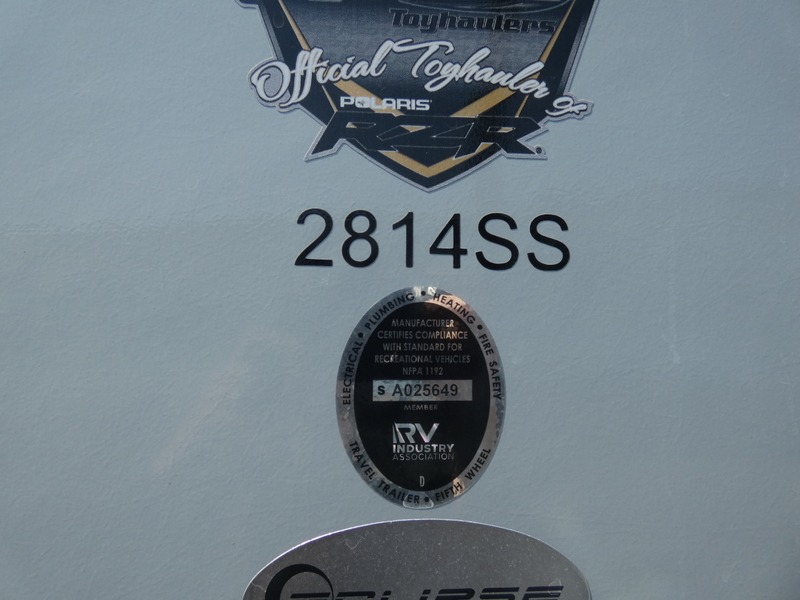 Toyhaulers
Official Toyhauler of
POLARIS
RZR
2814SS
ELECTRICAL • PLUMBING • HEATING • FIRE SAFETY
MANUFACTURER
CERTIFIES COMPLIANCE
WITH STANDARD FOR
RECREATIONAL VEHICLES
NFPA 1192
S A025649
MEMBER
RV
INDUSTRY
ASSOCIATION
D
TRAVEL TRAILER • FIFTH WHEEL
ECLIPSE